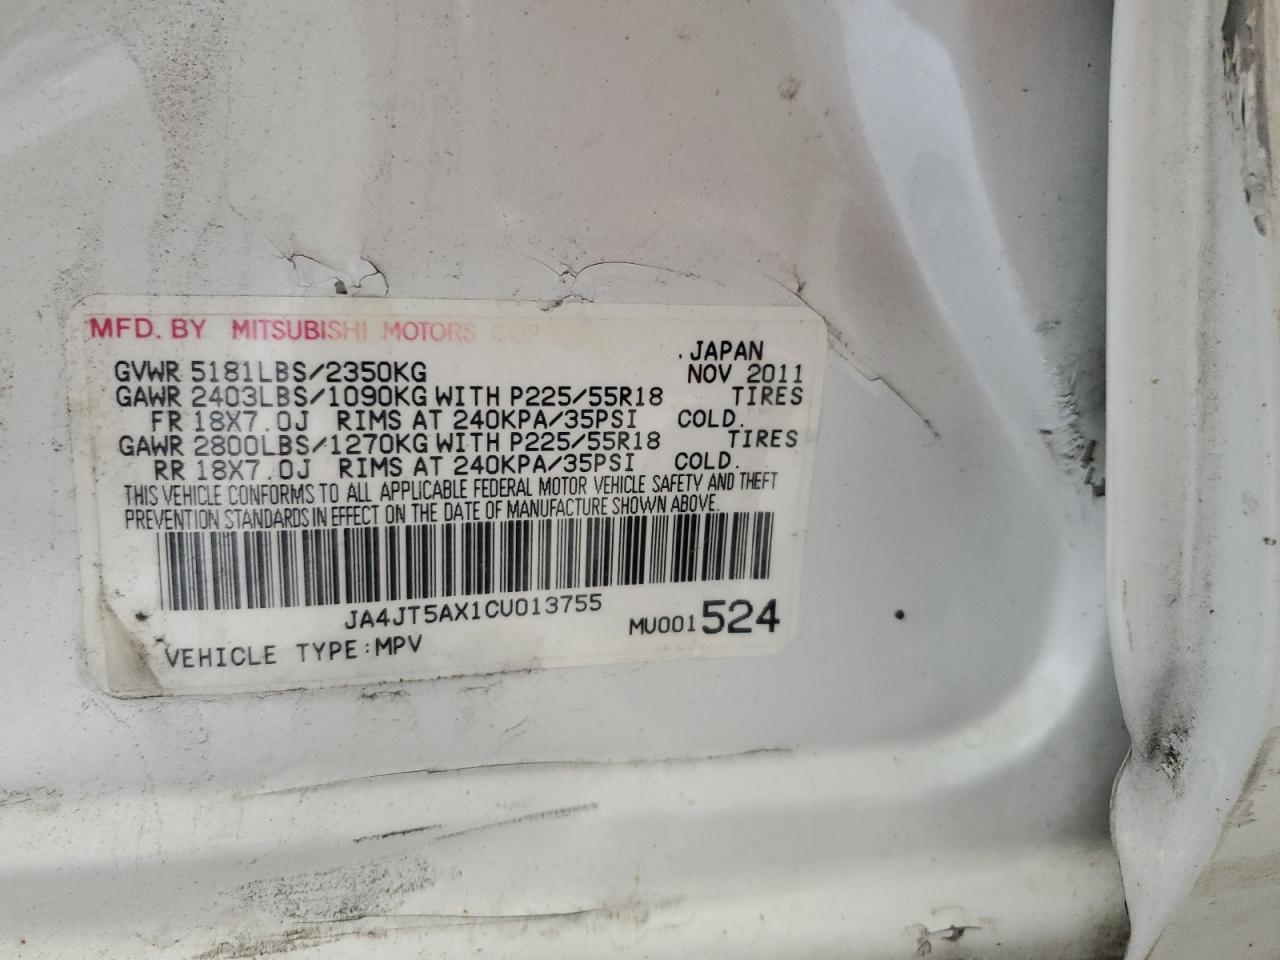 MFD. BY MITSUBISHI MOTORS CORP
JAPAN
GVWR 5181LBS/2350KG NOV 2011
GAWR 2403LBS/1090KG WITH P225/55R18 TIRES
FR 18X7.0J RIMS AT 240KPA/35PSI COLD.
GAWR 2800LBS/1270KG WITH P225/55R18 TIRES
RR 18X7.0J RIMS AT 240KPA/35PSI COLD.
THIS VEHICLE CONFORMS TO ALL APPLICABLE FEDERAL MOTOR VEHICLE SAFETY AND THEFT
PREVENTION STANDARDS IN EFFECT ON THE DATE OF MANUFACTURE SHOWN ABOVE.
JA4JT5AX1CU013755
MU001524
VEHICLE TYPE:MPV